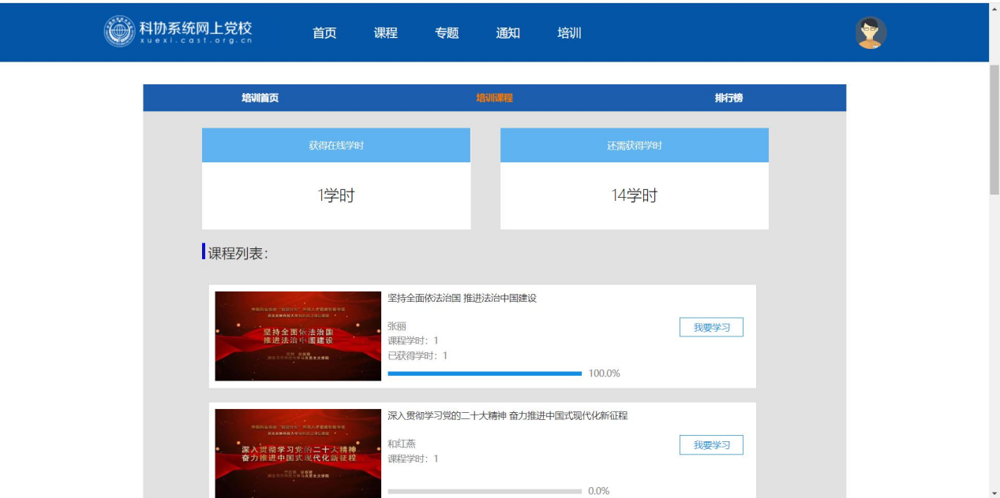 科协系统网上党校
xuexi.cast.org.cn
首页 课程 专题 通知 培训
培训首页 培训课程 排行榜
获得在线学时 还需获得学时
1学时 14学时
课程列表：
坚持全面依法治国
推进法治中国建设
坚持全面依法治国 推进法治中国建设
张丽
课程学时：1
已获得学时：1
100.0%
我要学习
深入贯彻学习党的二十大精神
奋力推进中国式现代化新征程
深入贯彻学习党的二十大精神 奋力推进中国式现代化新征程
和红燕
课程学时：1
0.0%
我要学习